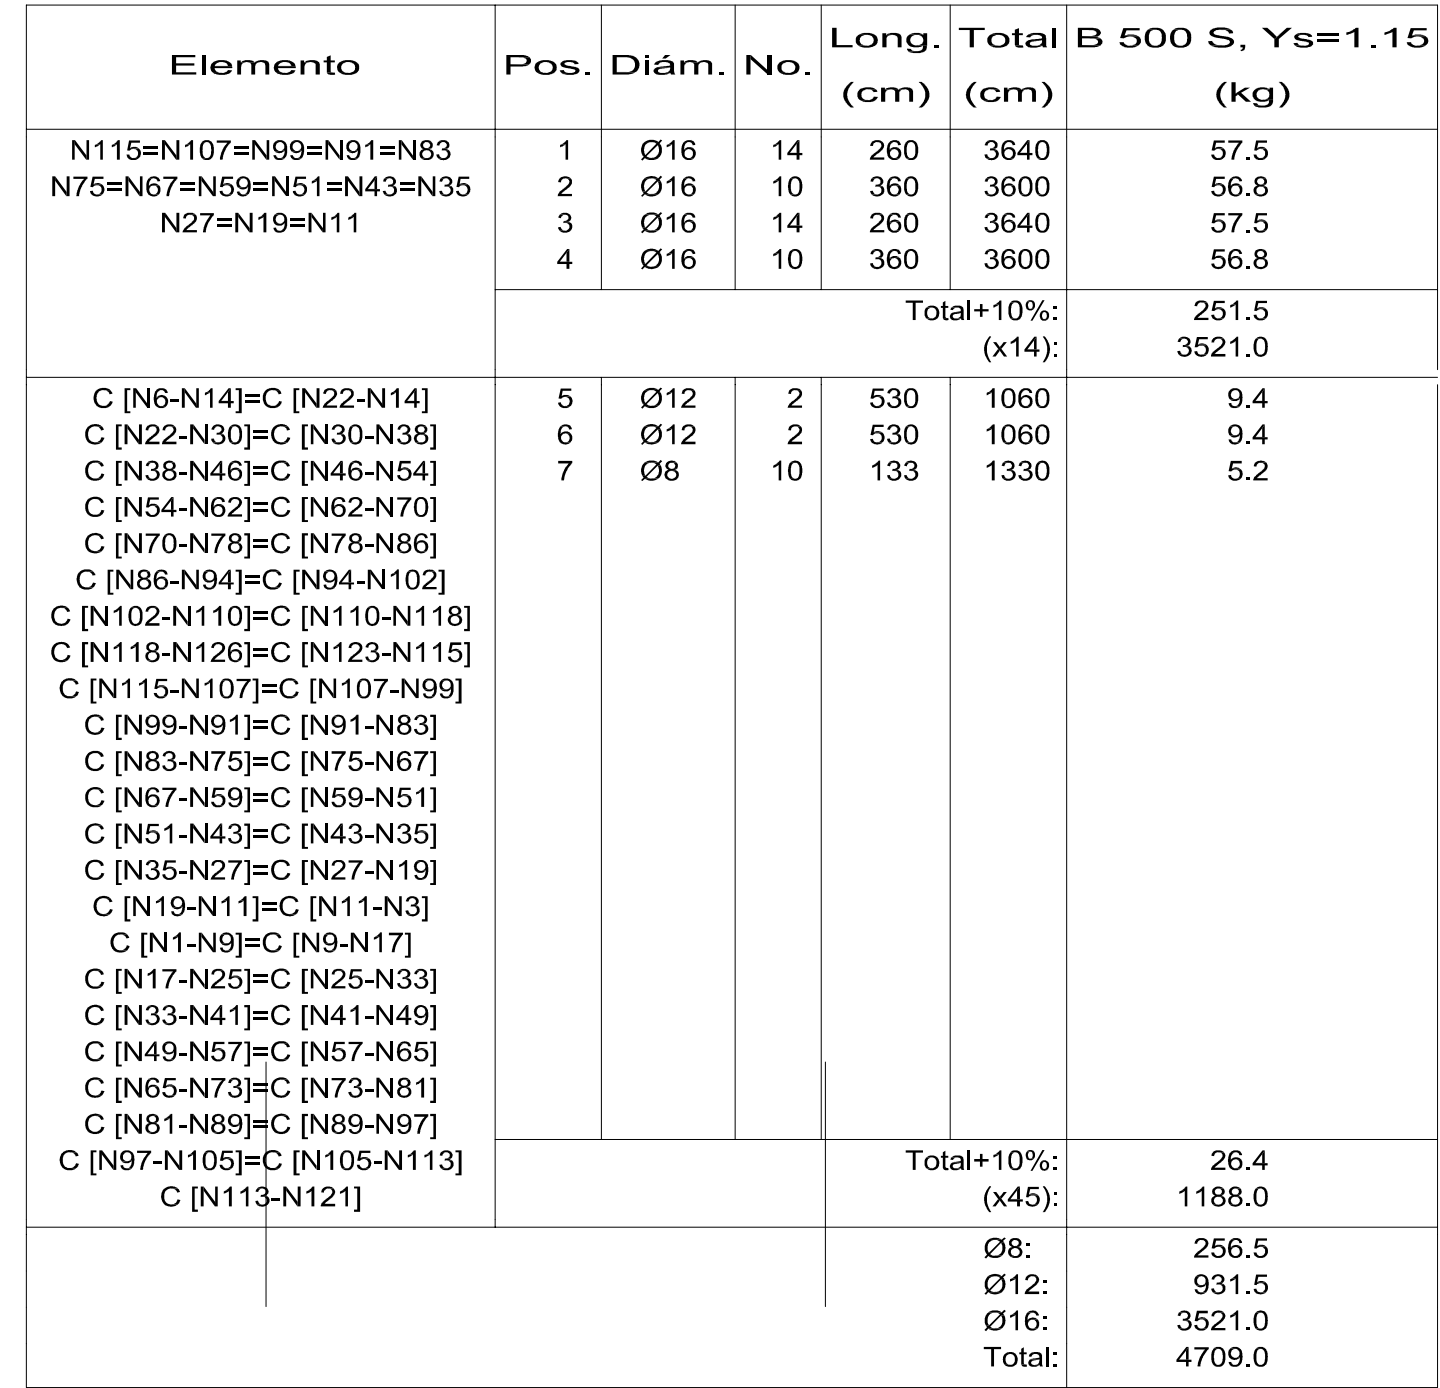 Elemento Pos. Diám. No. Long. (cm) Total (cm) B 500 S, Ys=1.15 (kg)
N115=N107=N99=N91=N83 1 Ø16 14 260 3640 57.5
N75=N67=N59=N51=N43=N35 2 Ø16 10 360 3600 56.8
N27=N19=N11 3 Ø16 14 260 3640 57.5
4 Ø16 10 360 3600 56.8
Total+10%: 251.5
(x14): 3521.0
C [N6-N14]=C [N22-N14] 5 Ø12 2 530 1060 9.4
C [N22-N30]=C [N30-N38] 6 Ø12 2 530 1060 9.4
C [N38-N46]=C [N46-N54] 7 Ø8 10 133 1330 5.2
C [N54-N62]=C [N62-N70]
C [N70-N78]=C [N78-N86]
C [N86-N94]=C [N94-N102]
C [N102-N110]=C [N110-N118]
C [N118-N126]=C [N123-N115]
C [N115-N107]=C [N107-N99]
C [N99-N91]=C [N91-N83]
C [N83-N75]=C [N75-N67]
C [N67-N59]=C [N59-N51]
C [N51-N43]=C [N43-N35]
C [N35-N27]=C [N27-N19]
C [N19-N11]=C [N11-N3]
C [N1-N9]=C [N9-N17]
C [N17-N25]=C [N25-N33]
C [N33-N41]=C [N41-N49]
C [N49-N57]=C [N57-N65]
C [N65-N73]=C [N73-N81]
C [N81-N89]=C [N89-N97]
C [N97-N105]=C [N105-N113] Total+10%: 26.4
C [N113-N121] (x45): 1188.0
Ø8: 256.5
Ø12: 931.5
Ø16: 3521.0
Total: 4709.0